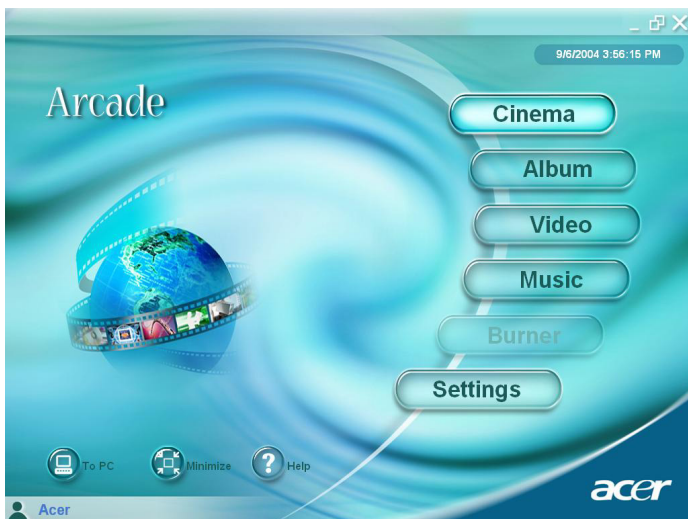 9/6/2004 3:56:15 PM
Arcade
Cinema
Album
Video
Music
Burner
Settings
To PC
Minimize
Help
acer
Acer